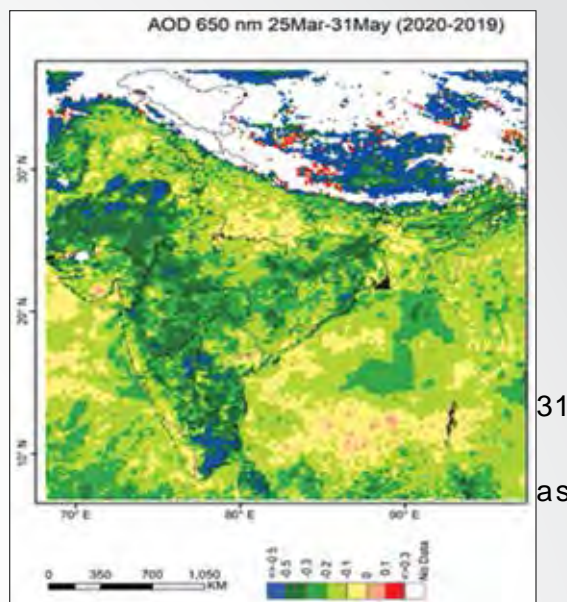 AOD 650 nm 25Mar-31May (2020-2019)
30° N
20° N
10° N
70° E
80° E
90° E
31
as
0 350 700 1,050
KM
<=-0.5
-0.5
-0.3
-0.2
-0.1
0
0.1
<=0.3
No Data